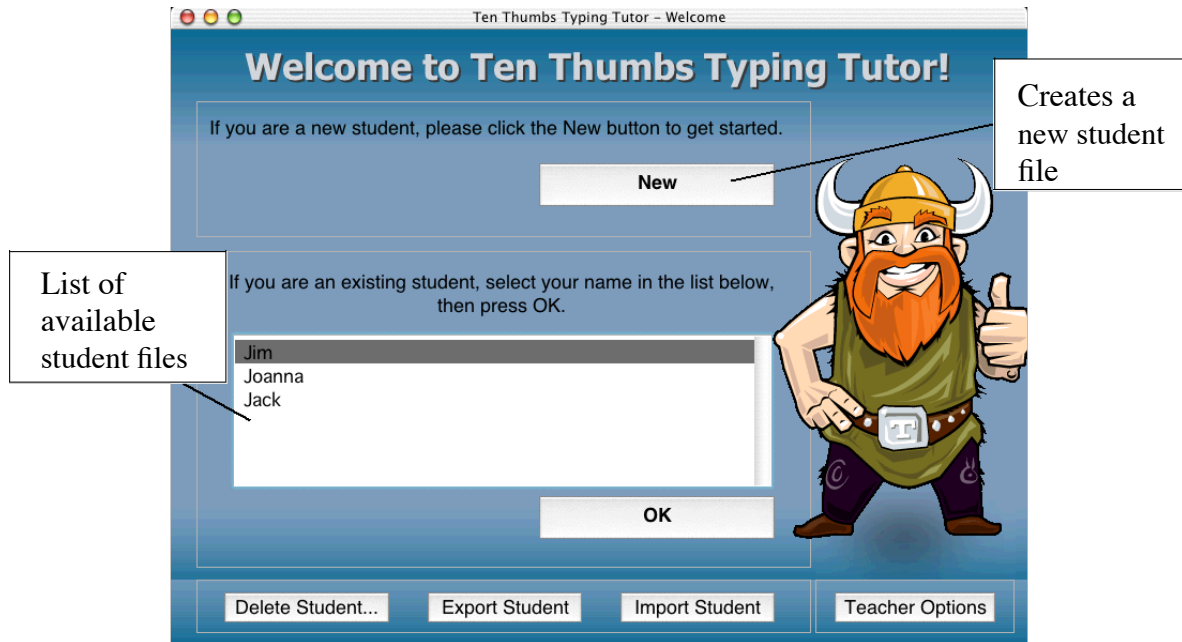 Ten Thumbs Typing Tutor – Welcome
Welcome to Ten Thumbs Typing Tutor!
If you are a new student, please click the New button to get started.
New
Creates a
new student
file
If you are an existing student, select your name in the list below,
then press OK.
List of
available
student files
Jim
Joanna
Jack
OK
T
Delete Student...
Export Student
Import Student
Teacher Options